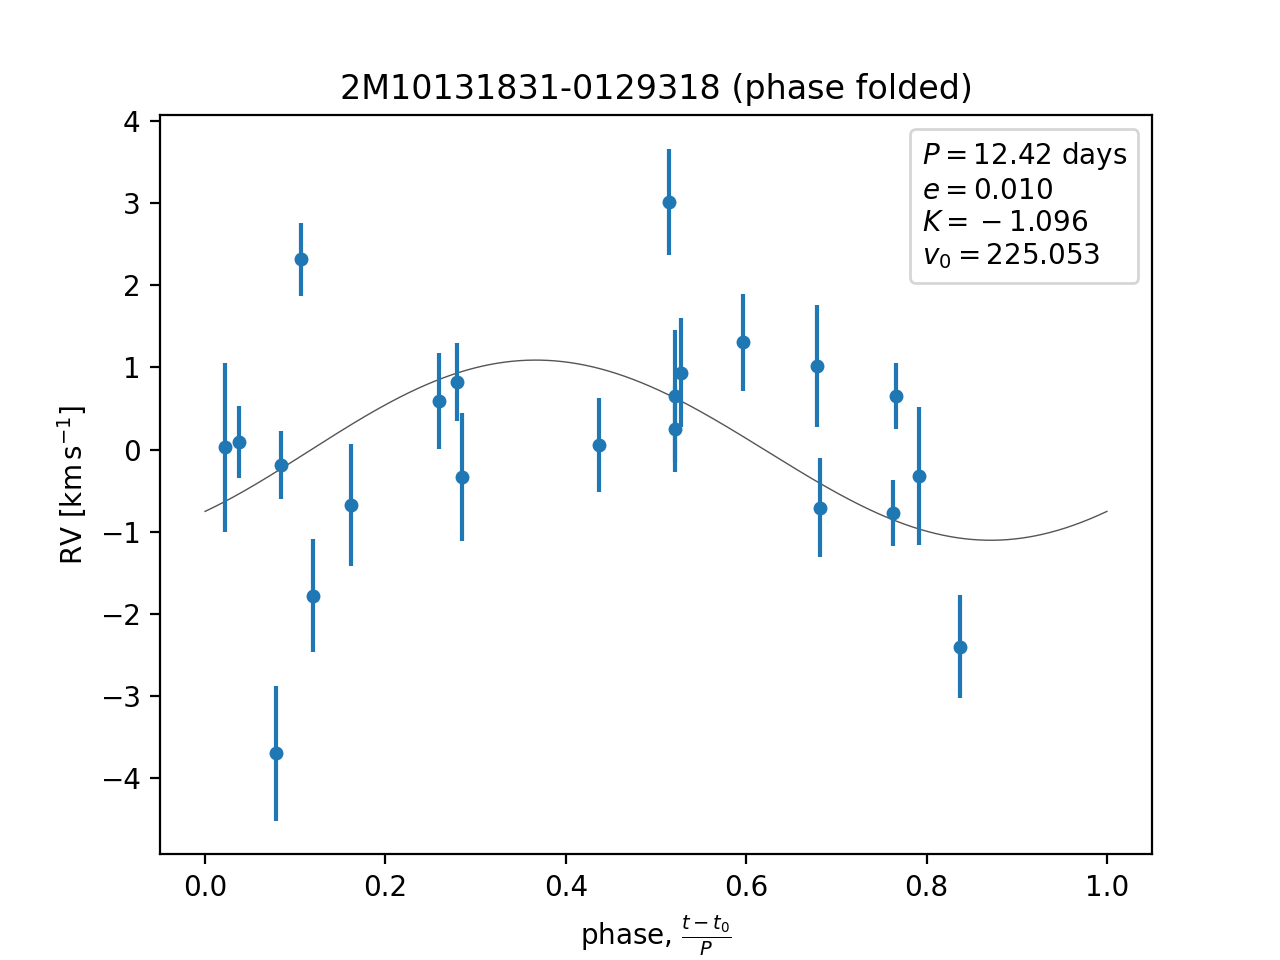 2M10131831-0129318 (phase folded)
P = 12.42 days
e = 0.010
K = −1.096
v₀ = 225.053
RV [km s⁻¹]
4
3
2
1
0
−1
−2
−3
−4
0.0 0.2 0.4 0.6 0.8 1.0
phase, (t − t₀)/P